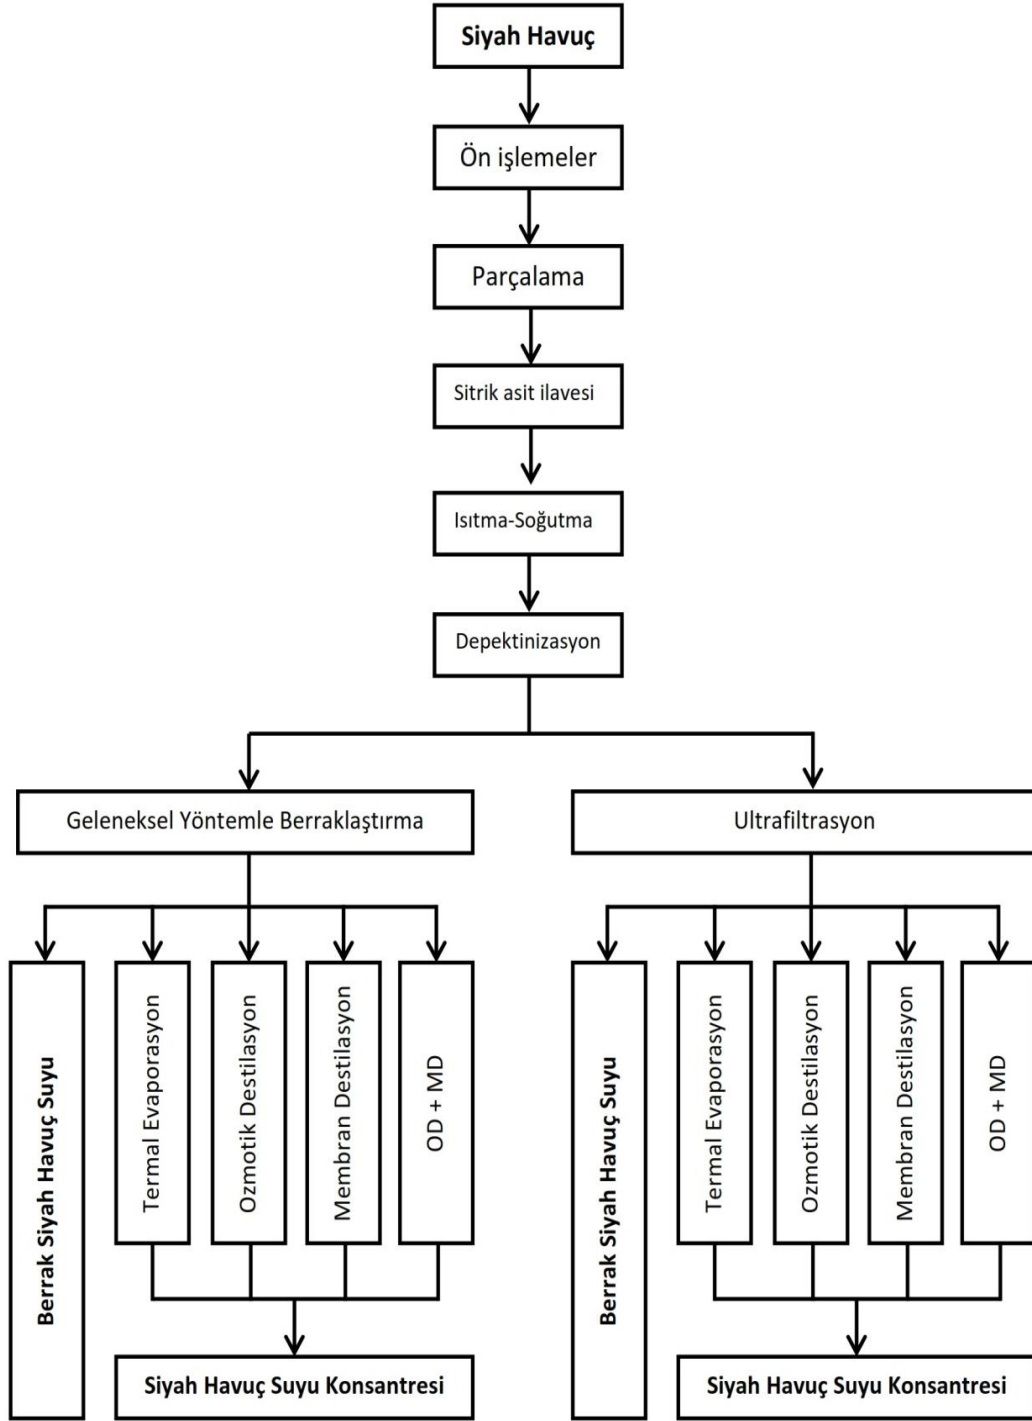 Siyah Havuç
Ön işlemeler
Parçalama
Sitrik asit ilavesi
Isıtma-Soğutma
Depektinizasyon
Geleneksel Yöntemle Berraklaştırma
Ultrafiltrasyon
Berrak Siyah Havuç Suyu
Termal Evaporasyon
Ozmotik Destilasyon
Membran Destilasyon
OD + MD
Berrak Siyah Havuç Suyu
Termal Evaporasyon
Ozmotik Destilasyon
Membran Destilasyon
OD + MD
Siyah Havuç Suyu Konsantresi
Siyah Havuç Suyu Konsantresi